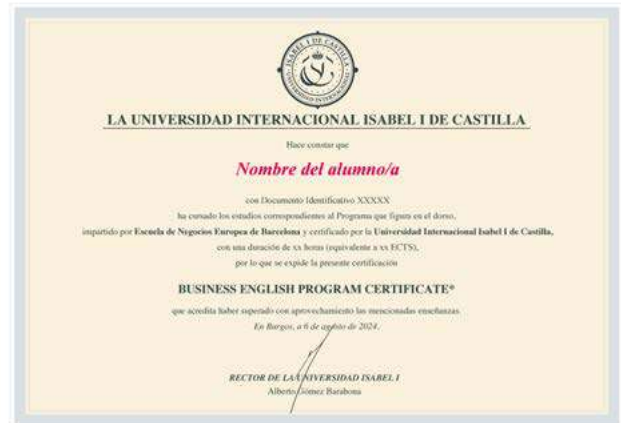 ISABEL I DE CASTILLA
UNIVERSIDAD INTERNACIONAL
LA UNIVERSIDAD INTERNACIONAL ISABEL I DE CASTILLA
Hace constar que
Nombre del alumno/a
con Documento Identificativo XXXXX
ha cursado los estudios correspondientes al Programa que figura en el dorso,
impartido por Escuela de Negocios Europea de Barcelona y certificado por la Universidad Internacional Isabel I de Castilla,
con una duración de xx horas (equivalente a xx ECTS),
por lo que se expide la presente certificación
BUSINESS ENGLISH PROGRAM CERTIFICATE*
que acredita haber superado con aprovechamiento las mencionadas enseñanzas.
En Burgos, a 6 de agosto de 2024.
RECTOR DE LA UNIVERSIDAD ISABEL I
Alberto Gómez Barahona